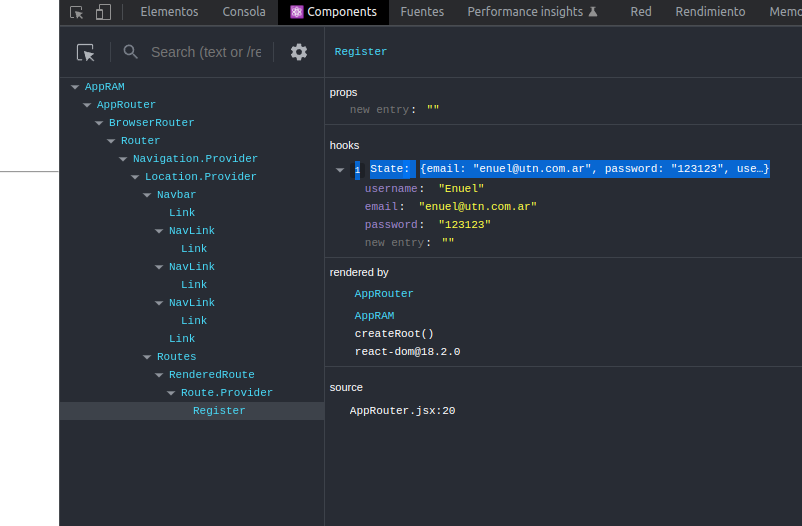 Elementos Consola Components Fuentes Performance insights Red Rendimiento Memo
Search (text or /re
AppRAM
AppRouter
BrowserRouter
Router
Navigation.Provider
Location.Provider
Navbar
Link
NavLink
Link
NavLink
Link
NavLink
Link
Link
Routes
RenderedRoute
Route.Provider
Register
Register
props
new entry: ""
hooks
1 State: {email: "enuel@utn.com.ar", password: "123123", use…}
username: "Enuel"
email: "enuel@utn.com.ar"
password: "123123"
new entry: ""
rendered by
AppRouter
AppRAM
createRoot()
react-dom@18.2.0
source
AppRouter.jsx:20